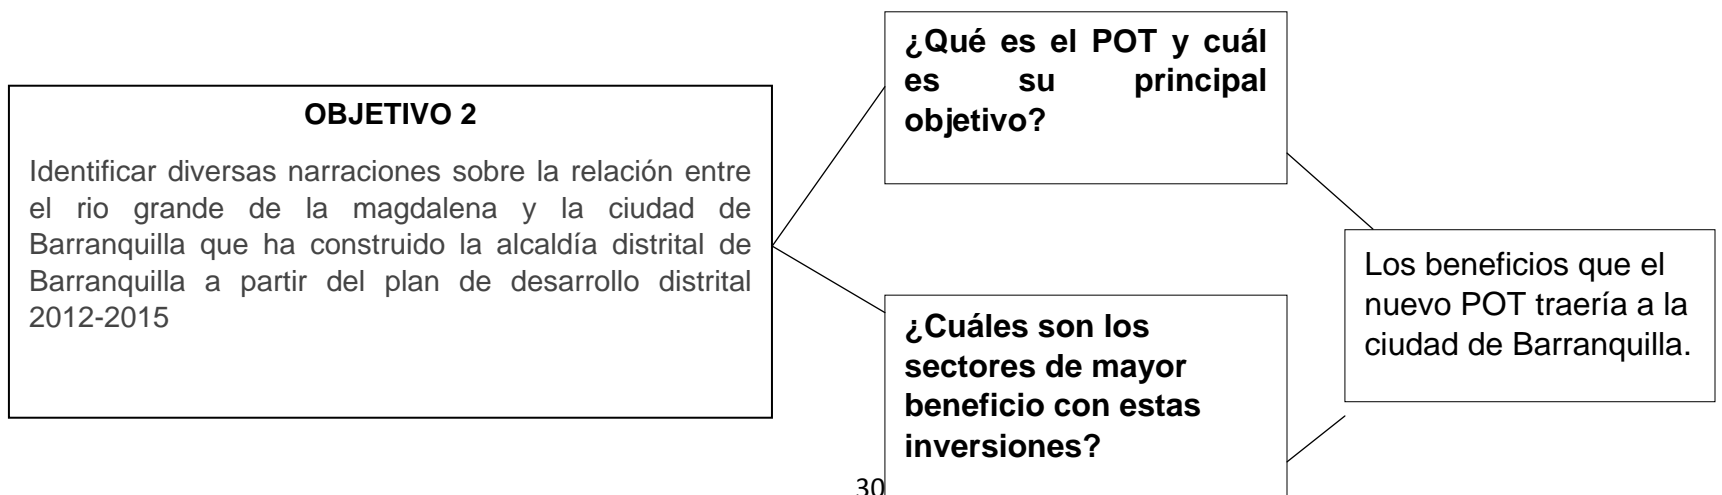 OBJETIVO 2
Identificar diversas narraciones sobre la relación entre
el rio grande de la magdalena y la ciudad de
Barranquilla que ha construido la alcaldía distrital de
Barranquilla a partir del plan de desarrollo distrital
2012-2015
¿Qué es el POT y cuál
es su principal
objetivo?
¿Cuáles son los
sectores de mayor
beneficio con estas
inversiones?
Los beneficios que el
nuevo POT traería a la
ciudad de Barranquilla.
30